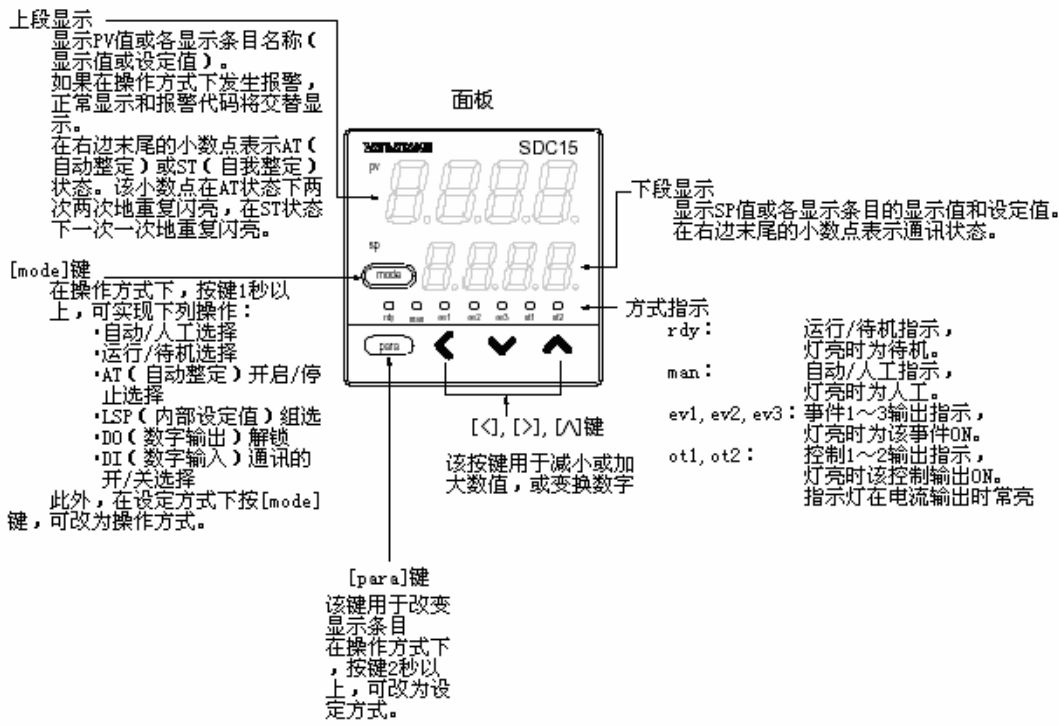 上段显示
显示PV值或各显示条目名称(
显示值或设定值)。
如果在操作方式下发生报警,
正常显示和报警代码将交替显
示。
在右边末尾的小数点表示AT(
自动整定)或ST(自我整定)
状态。该小数点在AT状态下两
次两次地重复闪亮,在ST状态
下一次一次地重复闪亮。
[mode]键
在操作方式下,按键1秒以
上,可实现下列操作:
·自动/人工选择
·运行/待机选择
·AT(自动整定)开启/停
止选择
·LSP(内部设定值)组选
·DO(数字输出)解锁
·DI(数字输入)通讯的
开/关选择
此外,在设定方式下按[mode]
键,可改为操作方式。
面板
SDC15
pv
8.8.8.8
sp
mode
8.8.8.8.
rdy man ev1 ev2 ev3 ot1 ot2
para
[<],[>],[∧]键
该按键用于减小或加
大数值,或变换数字
[para]键
该键用于改变
显示条目
在操作方式下
,按键2秒以
上,可改为设
定方式。
下段显示
显示SP值或各显示条目的显示值和设定值。
在右边末尾的小数点表示通讯状态。
方式指示
rdy: 运行/待机指示,
灯亮时为待机。
man: 自动/人工指示,
灯亮时为人工。
ev1,ev2,ev3:事件1～3输出指示,
灯亮时为该事件ON。
ot1,ot2: 控制1～2输出指示,
灯亮时该控制输出ON。
指示灯在电流输出时常亮